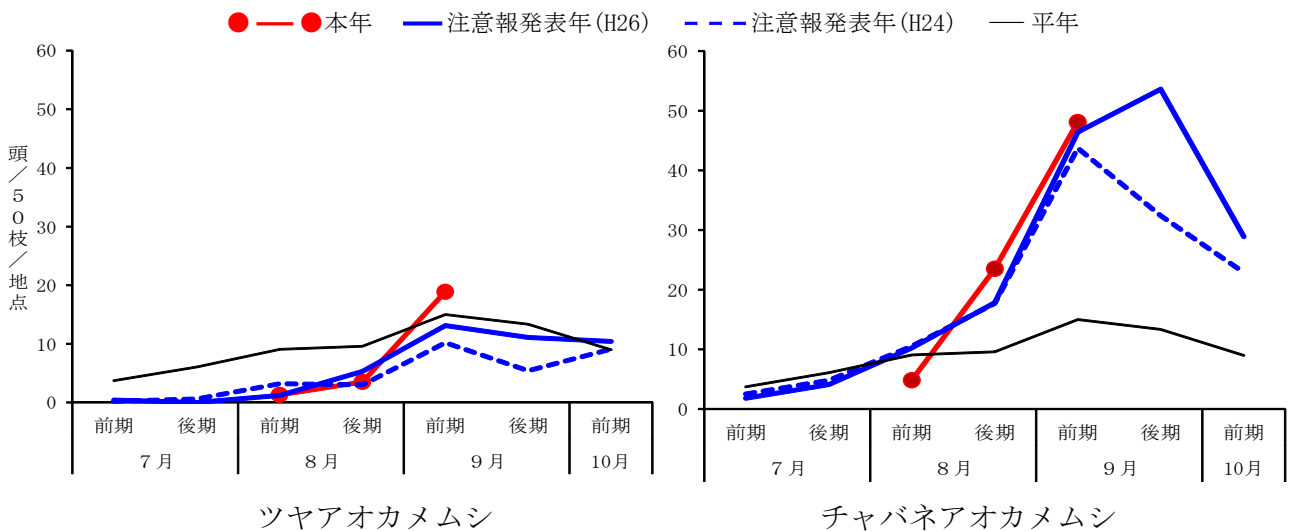 本年 注意報発表年(H26) 注意報発表年(H24) 平年
頭／50枝／地点
60
50
40
30
20
10
0
前期 後期 前期 後期 前期 後期 前期
7月 8月 9月 10月
ツヤアオカメムシ
60
50
40
30
20
10
0
前期 後期 前期 後期 前期 後期 前期
7月 8月 9月 10月
チャバネアオカメムシ